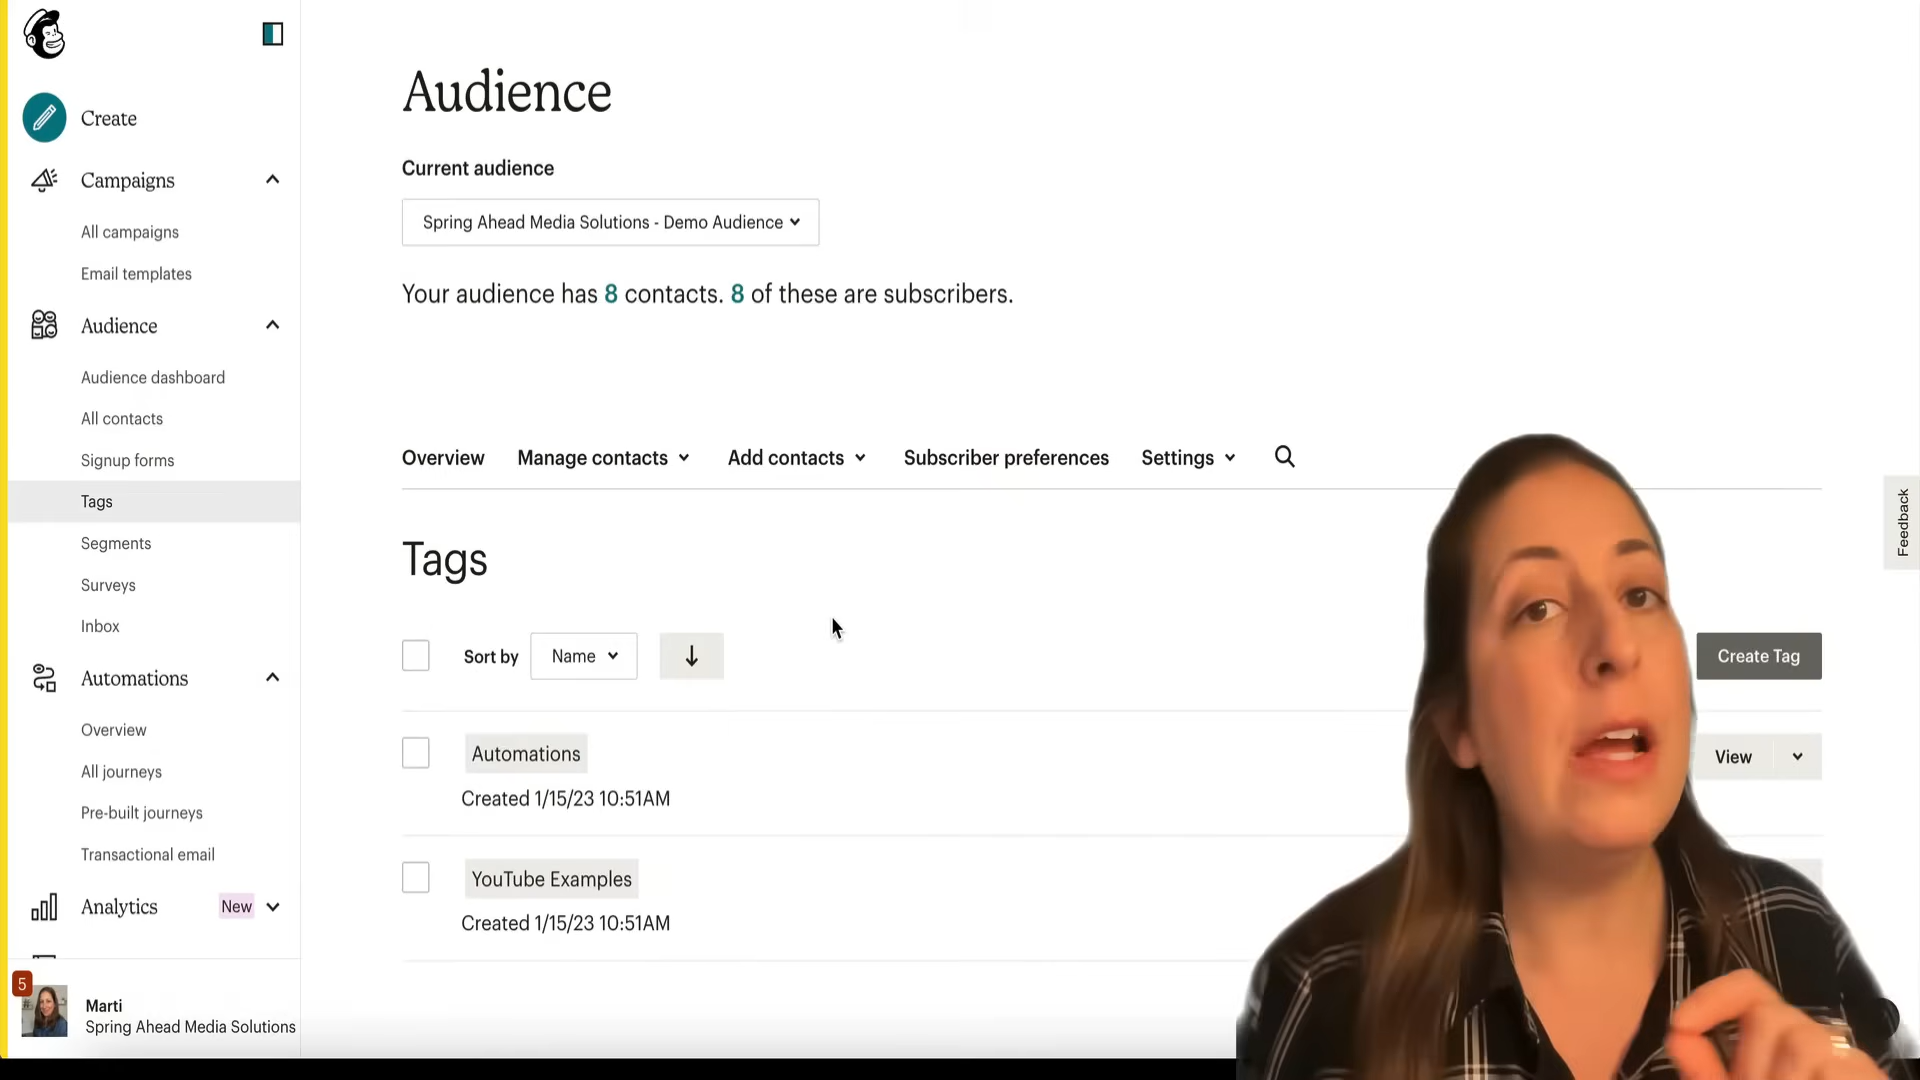 Create
Campaigns
All campaigns
Email templates
Audience
Audience dashboard
All contacts
Signup forms
Tags
Segments
Surveys
Inbox
Automations
Overview
All journeys
Pre-built journeys
Transactional email
Analytics New
5
Marti
Spring Ahead Media Solutions
Audience
Current audience
Spring Ahead Media Solutions - Demo Audience
Your audience has 8 contacts. 8 of these are subscribers.
Overview Manage contacts Add contacts Subscriber preferences Settings
Tags
Sort by Name Create Tag
Automations View
Created 1/15/23 10:51AM
YouTube Examples
Created 1/15/23 10:51AM
Feedback